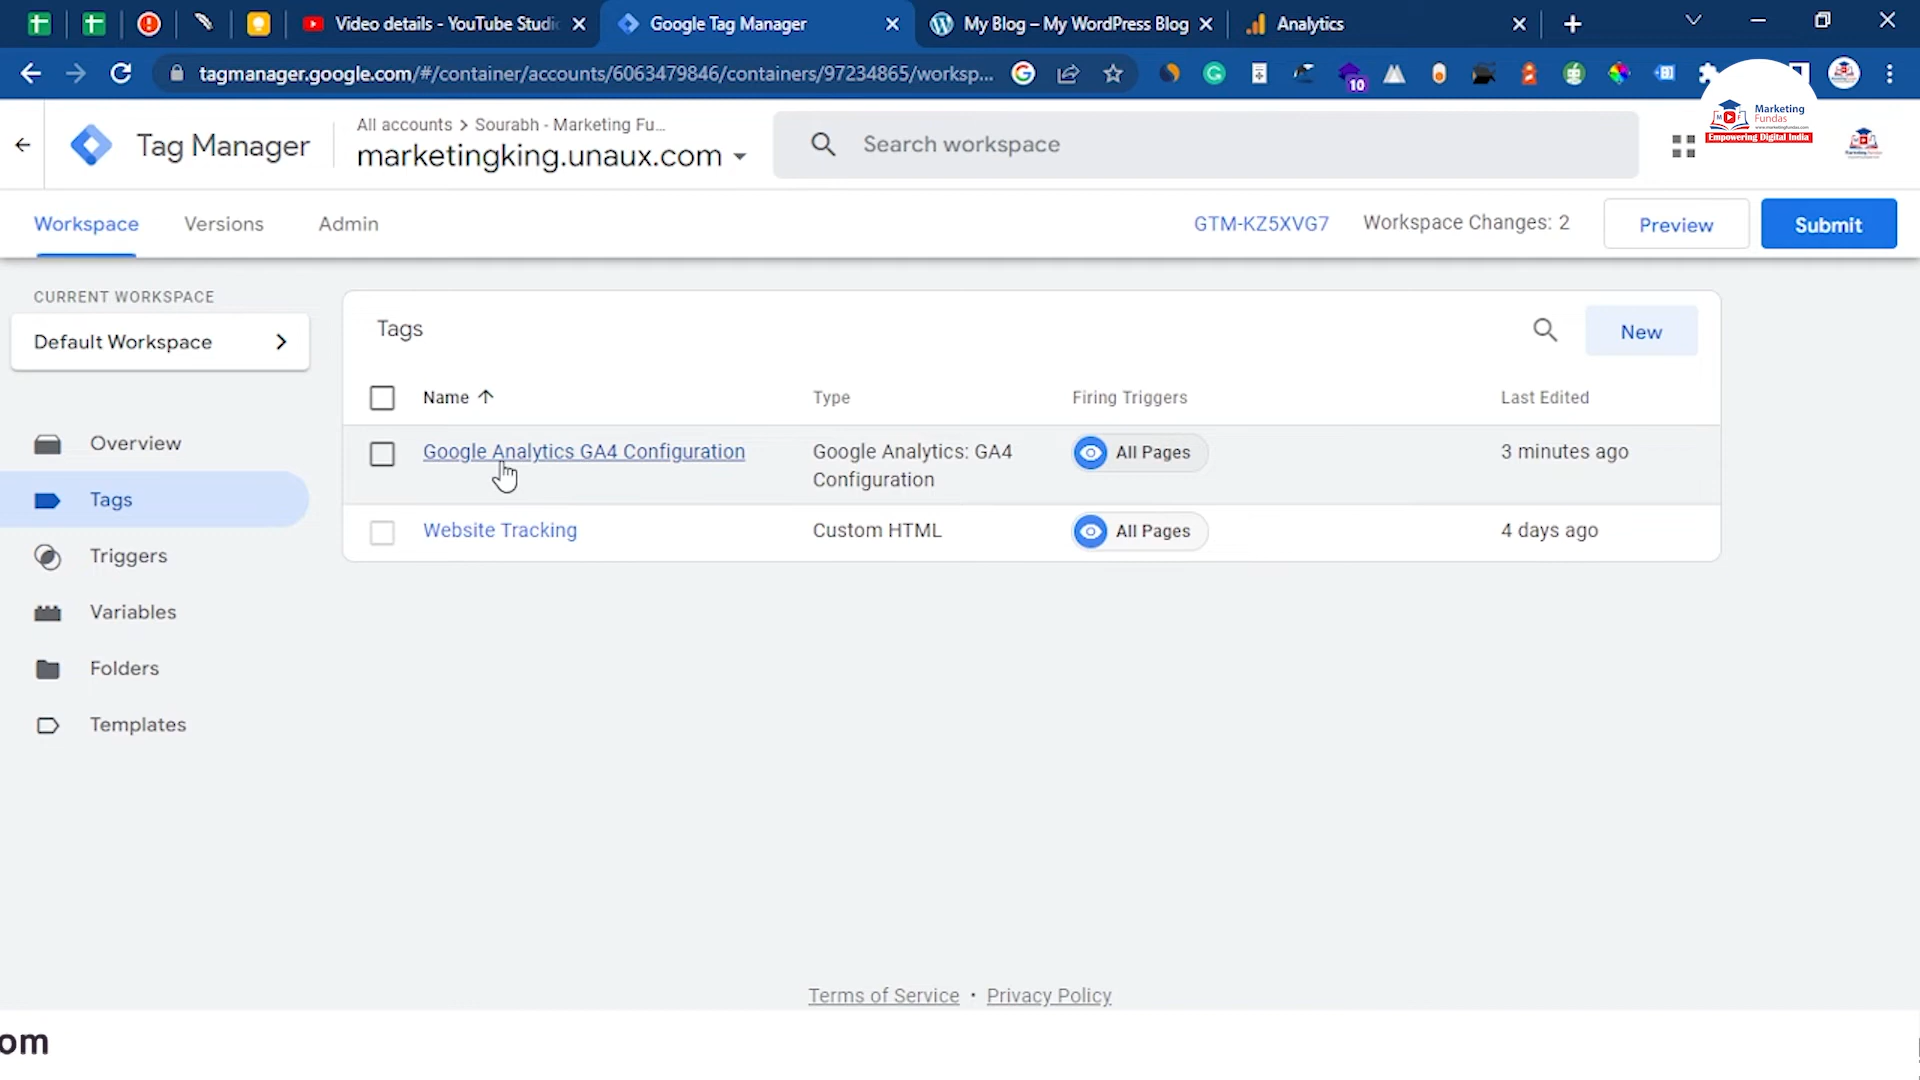 Video details - YouTube Studi
Google Tag Manager
My Blog – My WordPress Blog
Analytics
tagmanager.google.com/#/container/accounts/6063479846/containers/97234865/worksp...
10
Marketing
Fundas
www.marketingfundas.com
Empowering Digital India
Tag Manager
All accounts > Sourabh - Marketing Fu...
marketingking.unaux.com
Search workspace
Workspace
Versions
Admin
GTM-KZ5XVG7
Workspace Changes: 2
Preview
Submit
CURRENT WORKSPACE
Default Workspace
Overview
Tags
Triggers
Variables
Folders
Templates
Tags
New
Name
Type
Firing Triggers
Last Edited
Google Analytics GA4 Configuration
Google Analytics: GA4
Configuration
All Pages
3 minutes ago
Website Tracking
Custom HTML
All Pages
4 days ago
Terms of Service • Privacy Policy
om